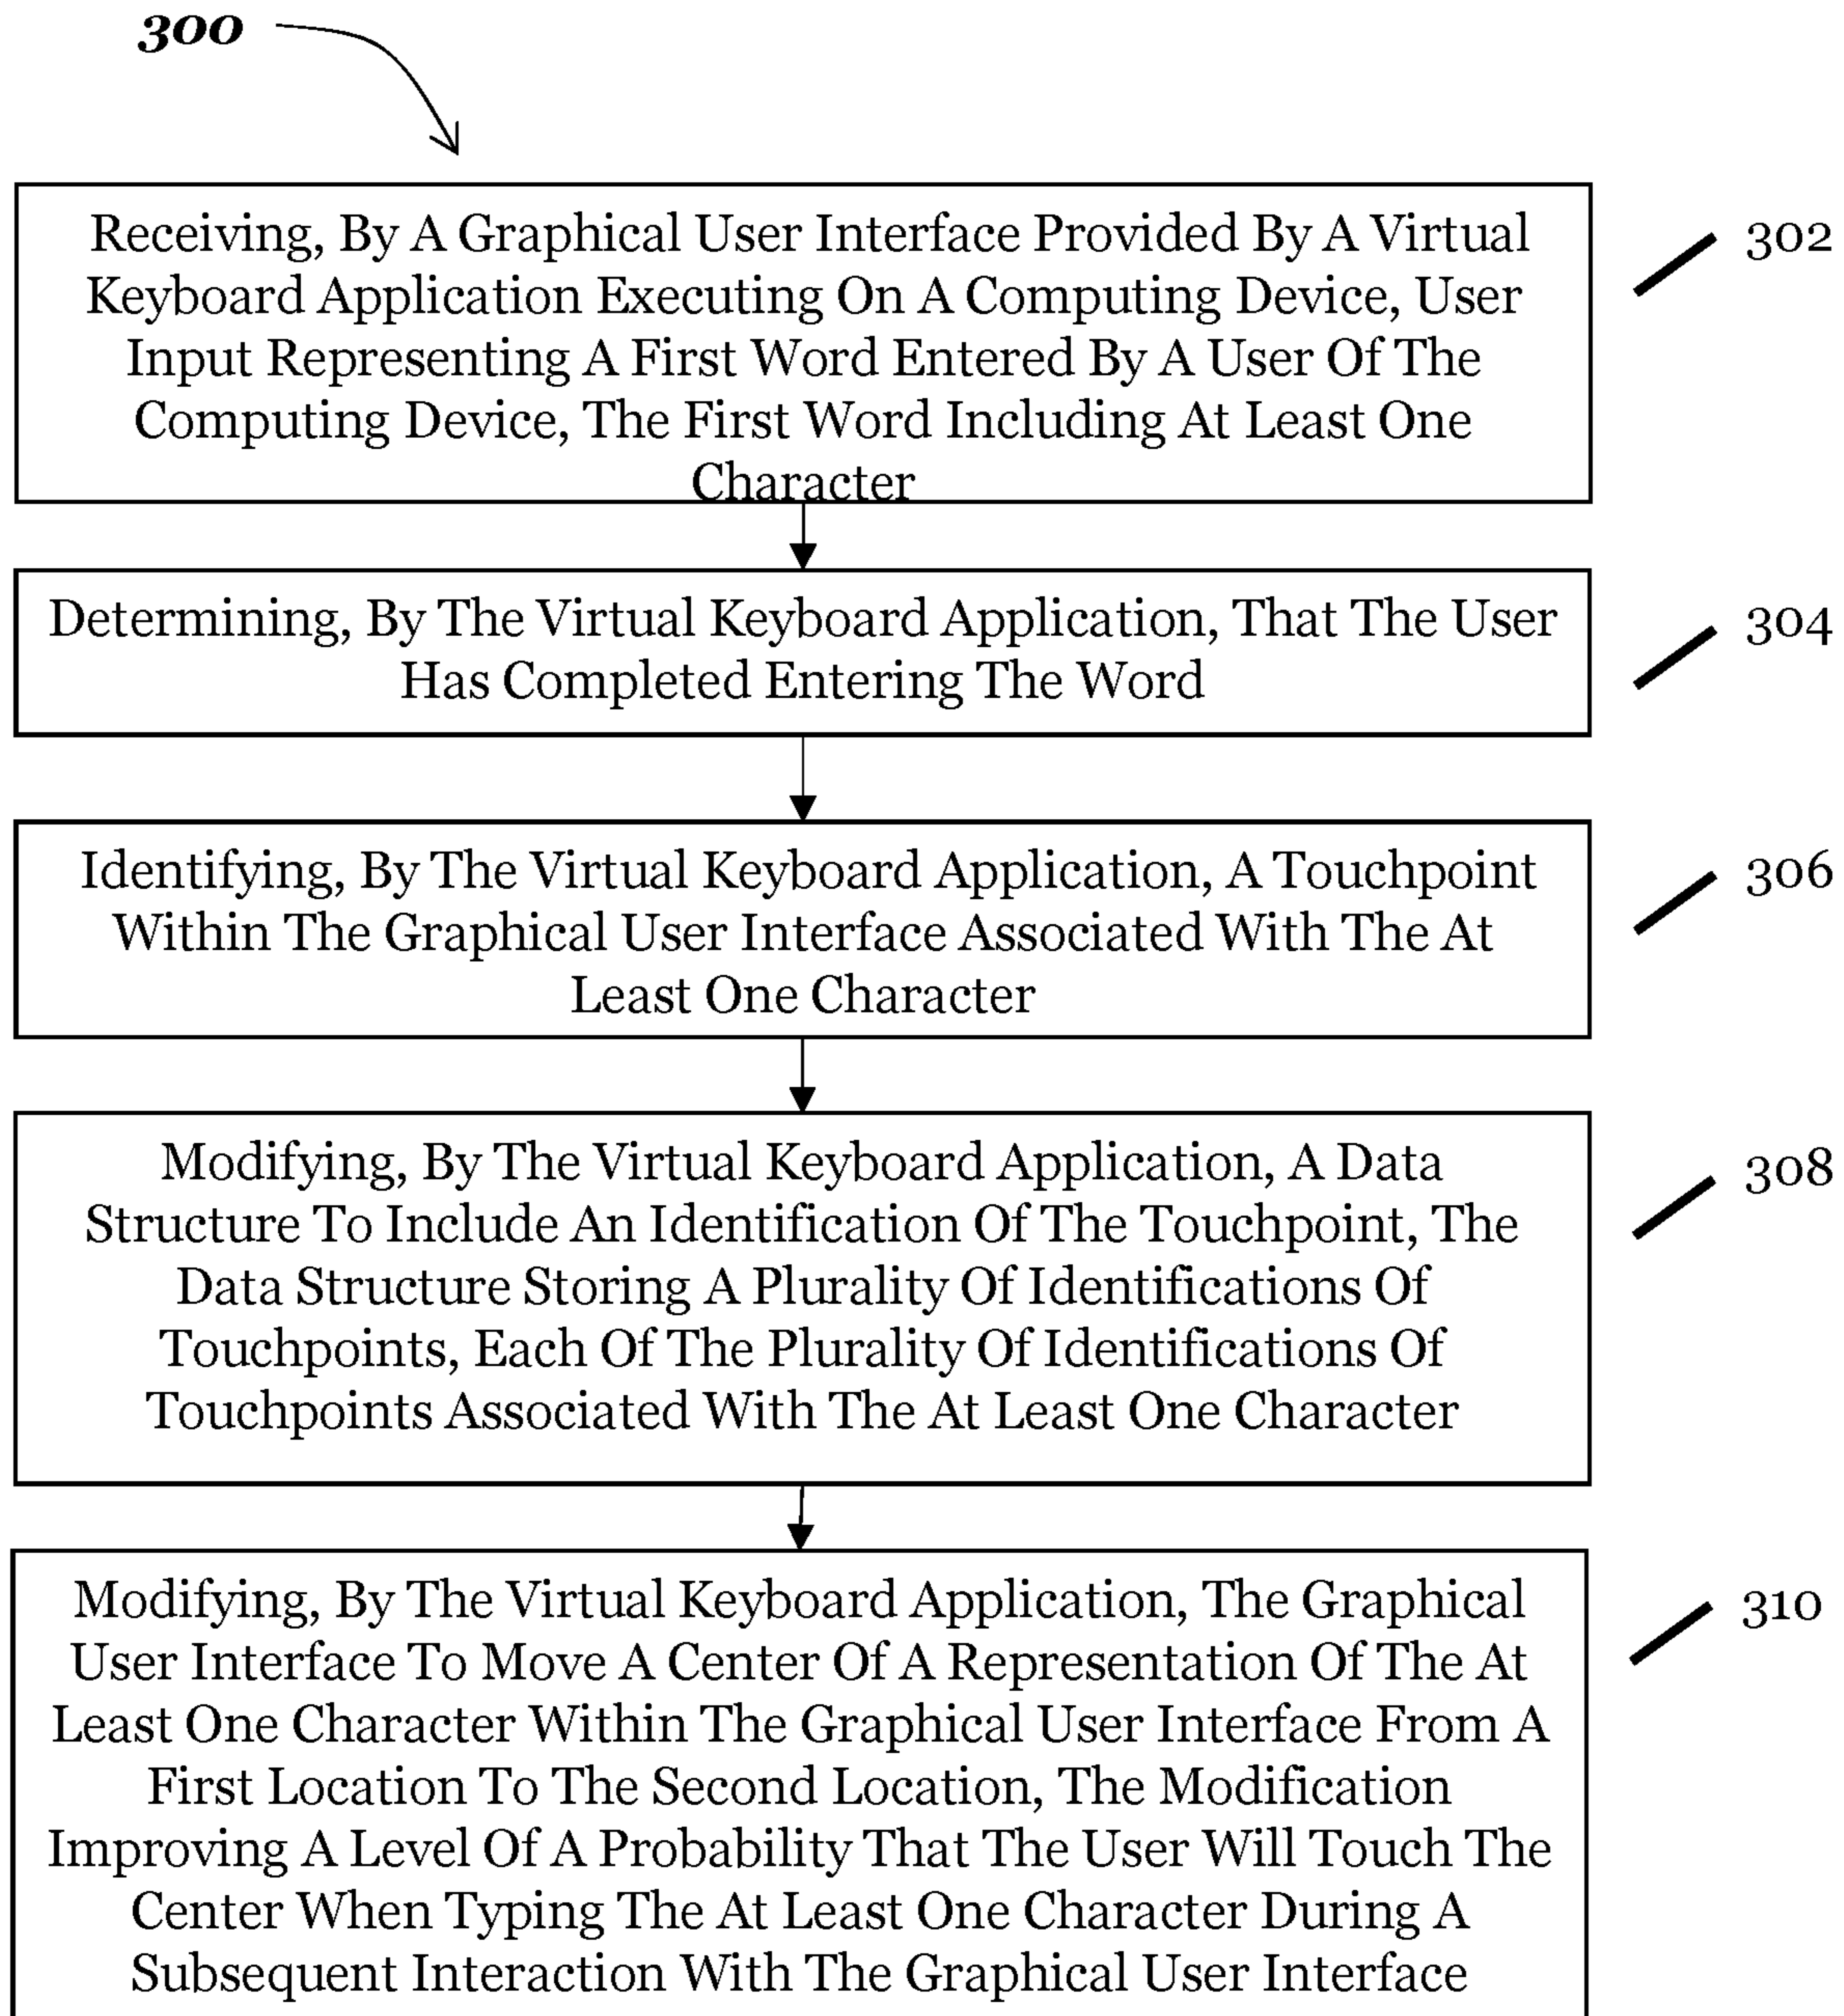 300
Receiving, By A Graphical User Interface Provided By A Virtual
Keyboard Application Executing On A Computing Device, User
Input Representing A First Word Entered By A User Of The
Computing Device, The First Word Including At Least One
Character
302
Determining, By The Virtual Keyboard Application, That The User
Has Completed Entering The Word
304
Identifying, By The Virtual Keyboard Application, A Touchpoint
Within The Graphical User Interface Associated With The At
Least One Character
306
Modifying, By The Virtual Keyboard Application, A Data
Structure To Include An Identification Of The Touchpoint, The
Data Structure Storing A Plurality Of Identifications Of
Touchpoints, Each Of The Plurality Of Identifications Of
Touchpoints Associated With The At Least One Character
308
Modifying, By The Virtual Keyboard Application, The Graphical
User Interface To Move A Center Of A Representation Of The At
Least One Character Within The Graphical User Interface From A
First Location To The Second Location, The Modification
Improving A Level Of A Probability That The User Will Touch The
Center When Typing The At Least One Character During A
Subsequent Interaction With The Graphical User Interface
310